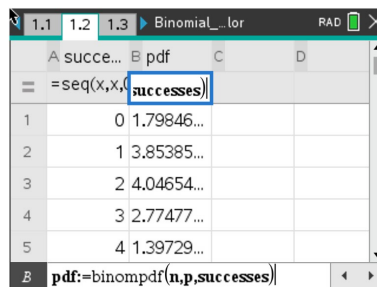 1.1 1.2 1.3 Binomial_...lor RAD
A succe... B pdf C D
= =seq(x,x,0 successes)
1 0 1.79846...
2 1 3.85385...
3 2 4.04654...
4 3 2.77477...
5 4 1.39729...
B pdf:=binompdf(n,p,successes)